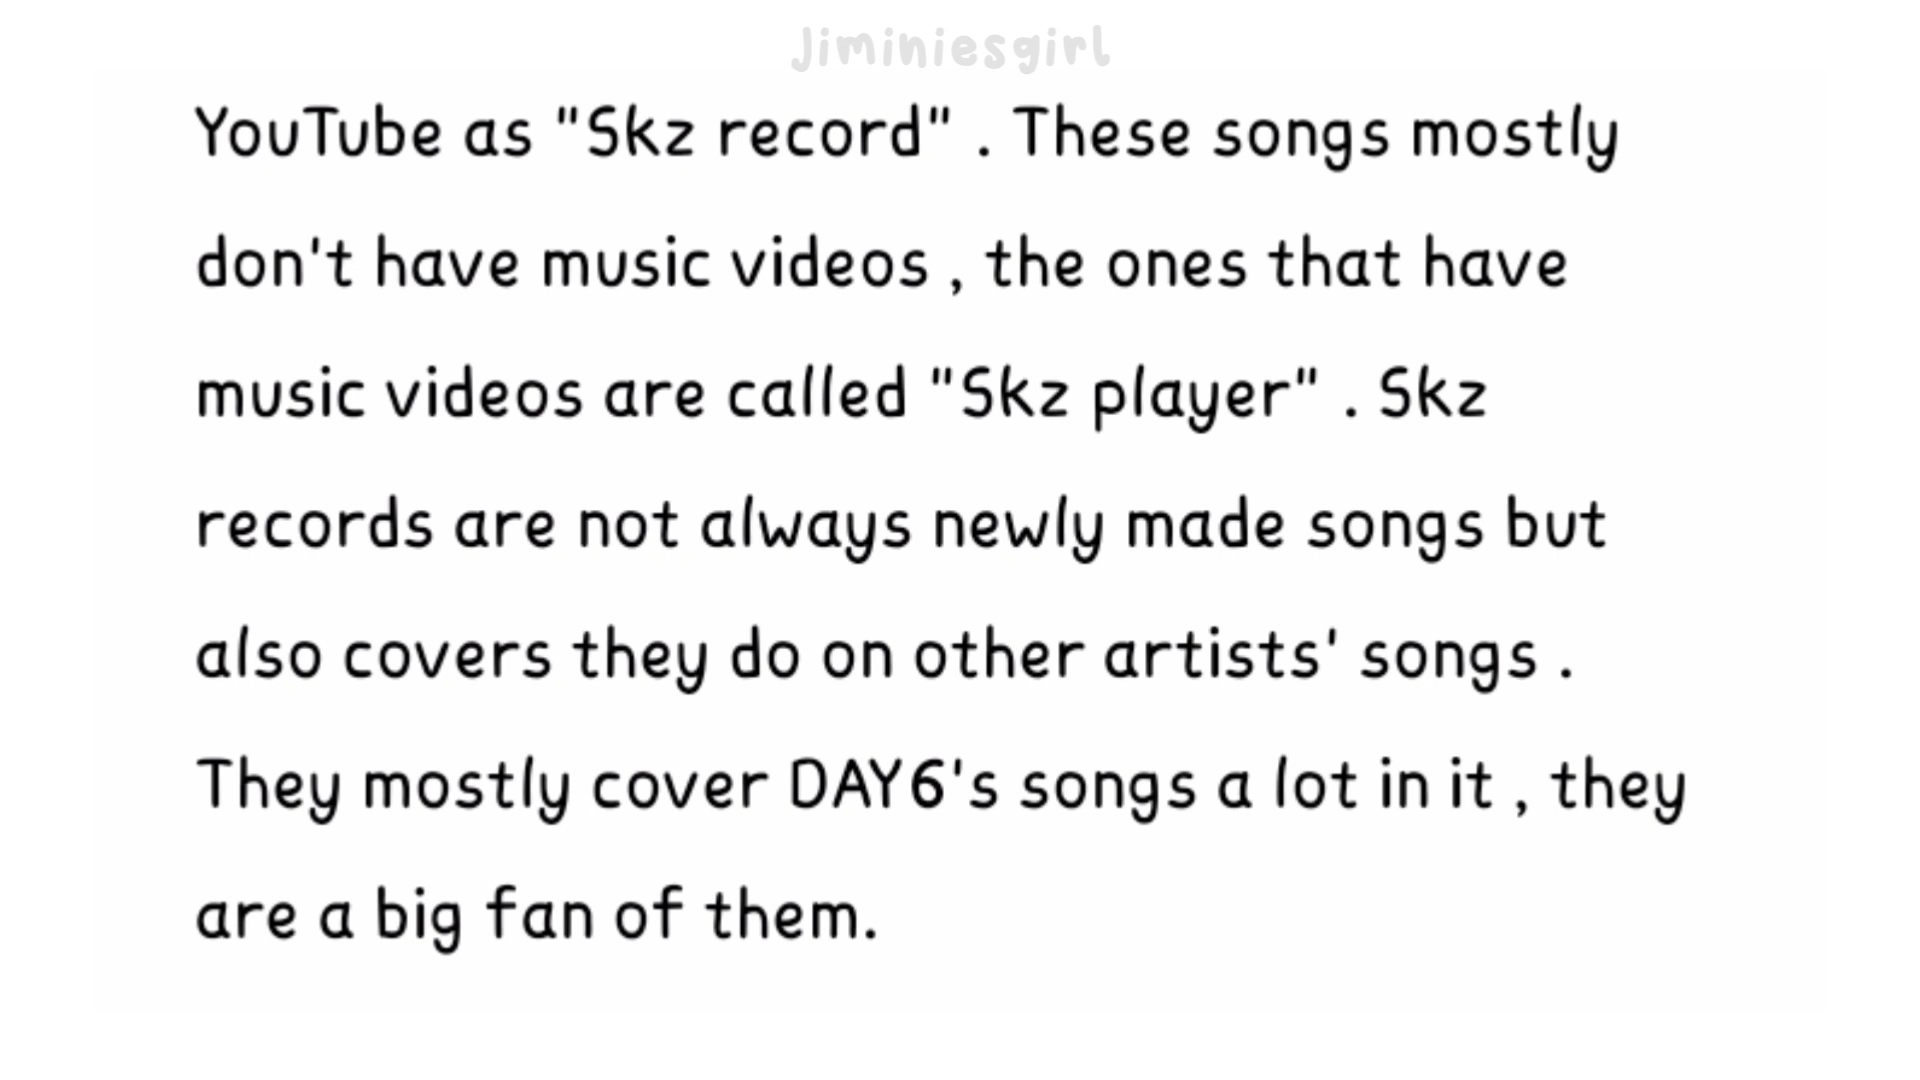 Jiminiesgirl
YouTube as "Skz record" . These songs mostly
don't have music videos , the ones that have
music videos are called "Skz player" . Skz
records are not always newly made songs but
also covers they do on other artists' songs .
They mostly cover DAY6's songs a lot in it , they
are a big fan of them.